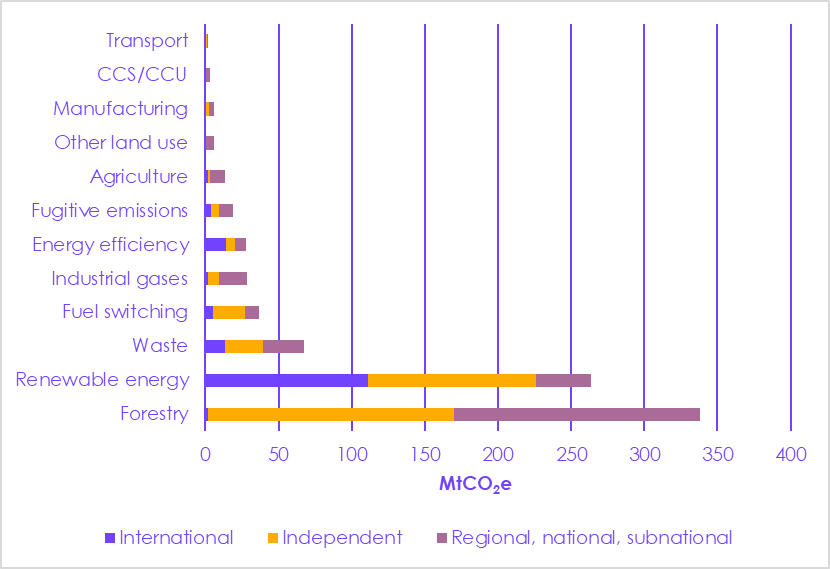 Transport
CCS/CCU
Manufacturing
Other land use
Agriculture
Fugitive emissions
Energy efficiency
Industrial gases
Fuel switching
Waste
Renewable energy
Forestry
0 50 100 150 200 250 300 350 400
MtCO₂e
International Independent Regional, national, subnational